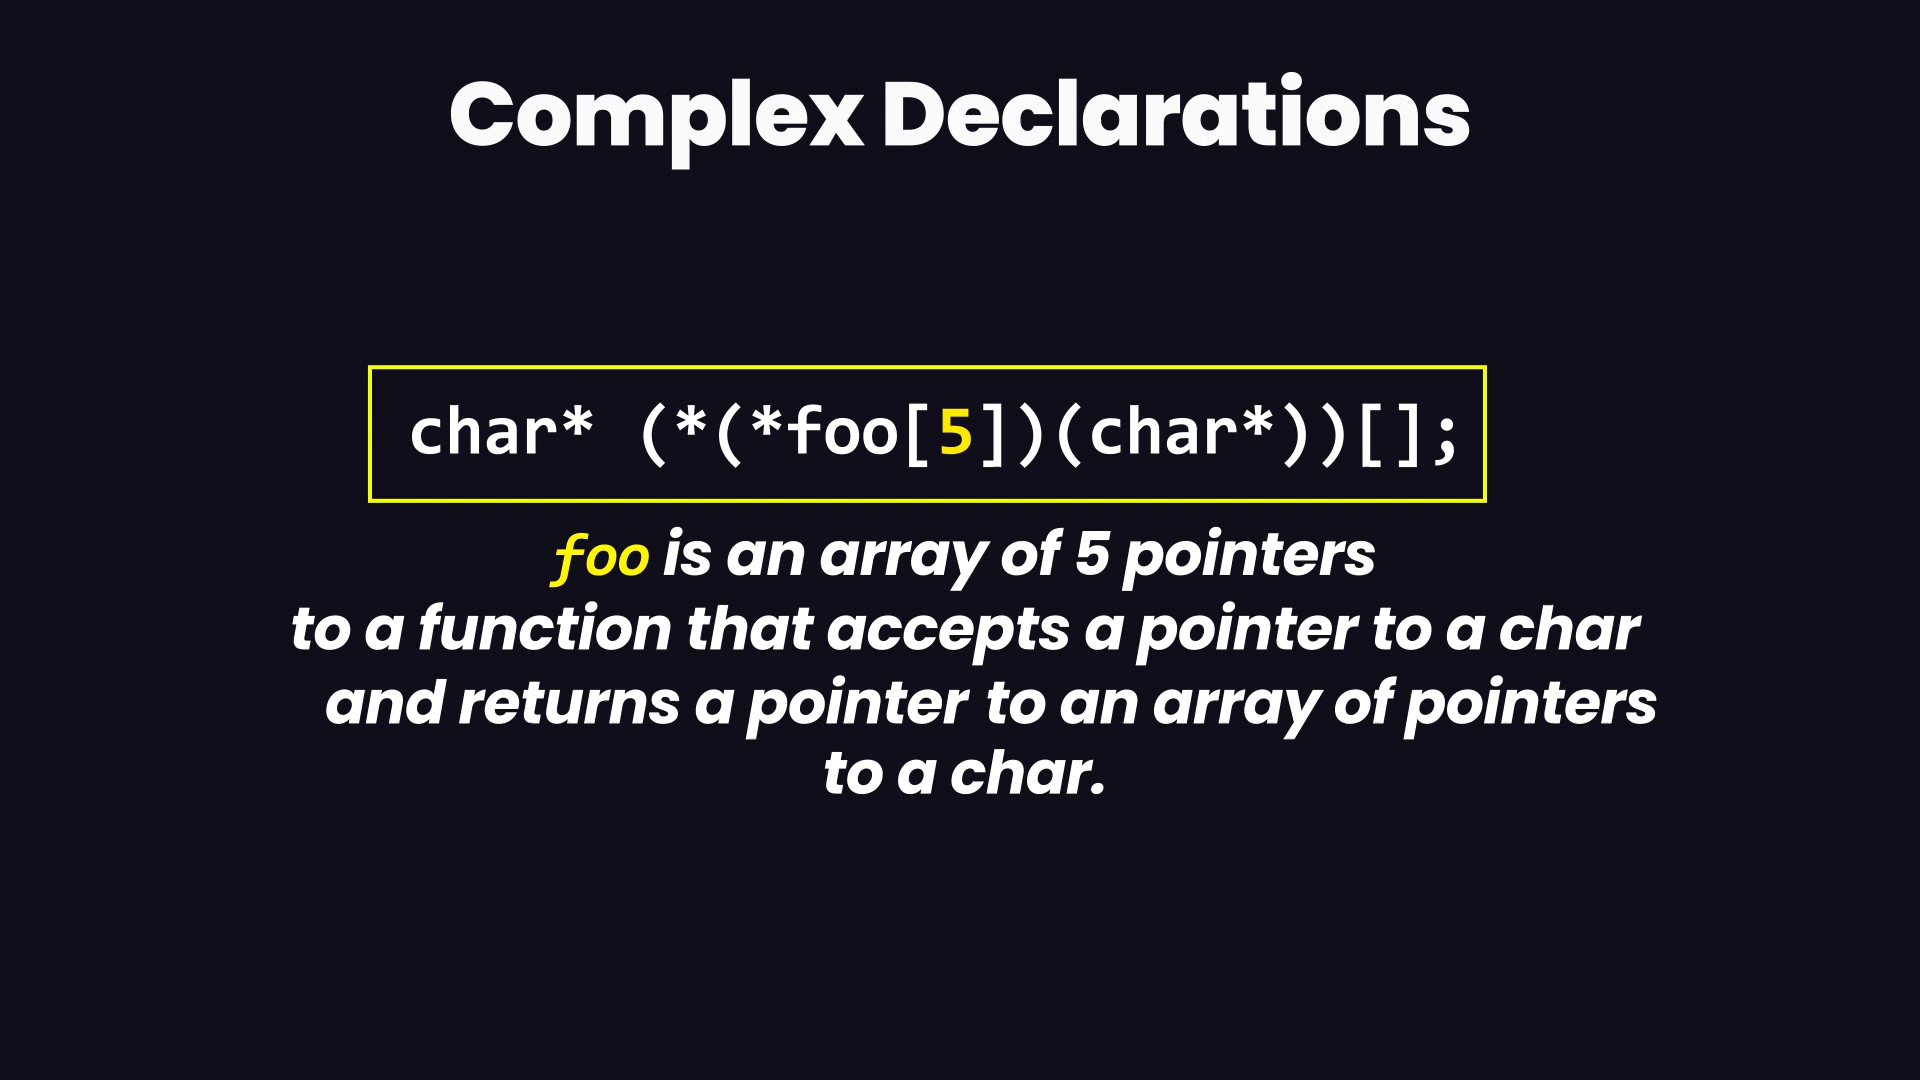 Complex Declarations
char* (*(*foo[5])(char*))[];
foo is an array of 5 pointers
to a function that accepts a pointer to a char
and returns a pointer to an array of pointers
to a char.